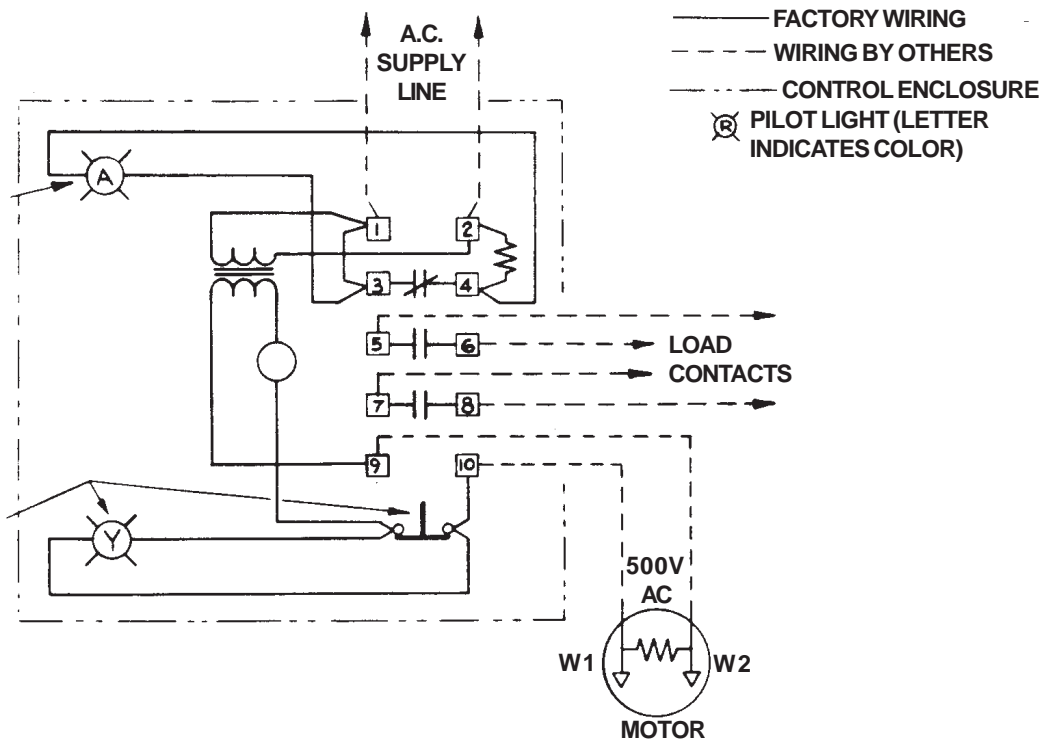 A.C.
SUPPLY
LINE
FACTORY WIRING
WIRING BY OTHERS
CONTROL ENCLOSURE
R PILOT LIGHT (LETTER
INDICATES COLOR)
A
1 2
3 4
5 6 LOAD
CONTACTS
7 8
9 10
Y
500V
AC
W1 W2
MOTOR